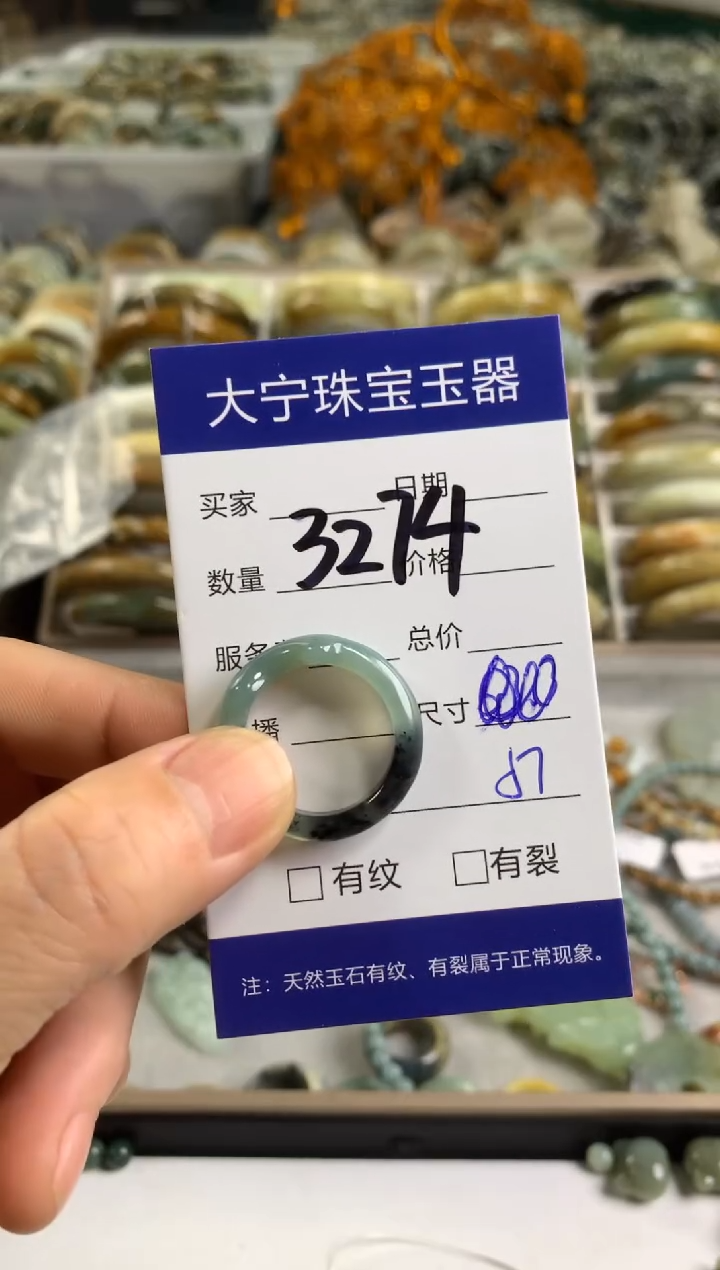 大宁珠宝玉器
买家 日期
3274
数量 价格
服务 总价
播 尺寸
□有纹 □有裂
注：天然玉石有纹、有裂属于正常现象。